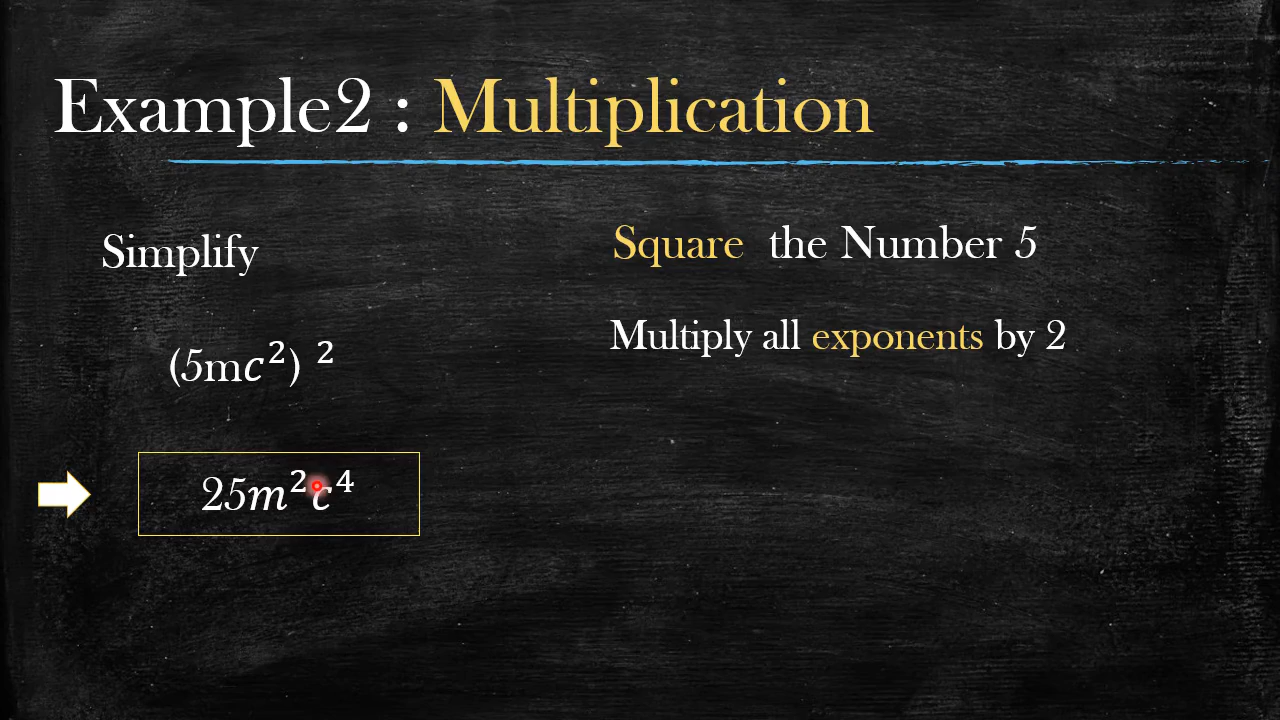 Example2 : Multiplication
Simplify
(5mc²) ²
25m²c⁴
Square the Number 5
Multiply all exponents by 2